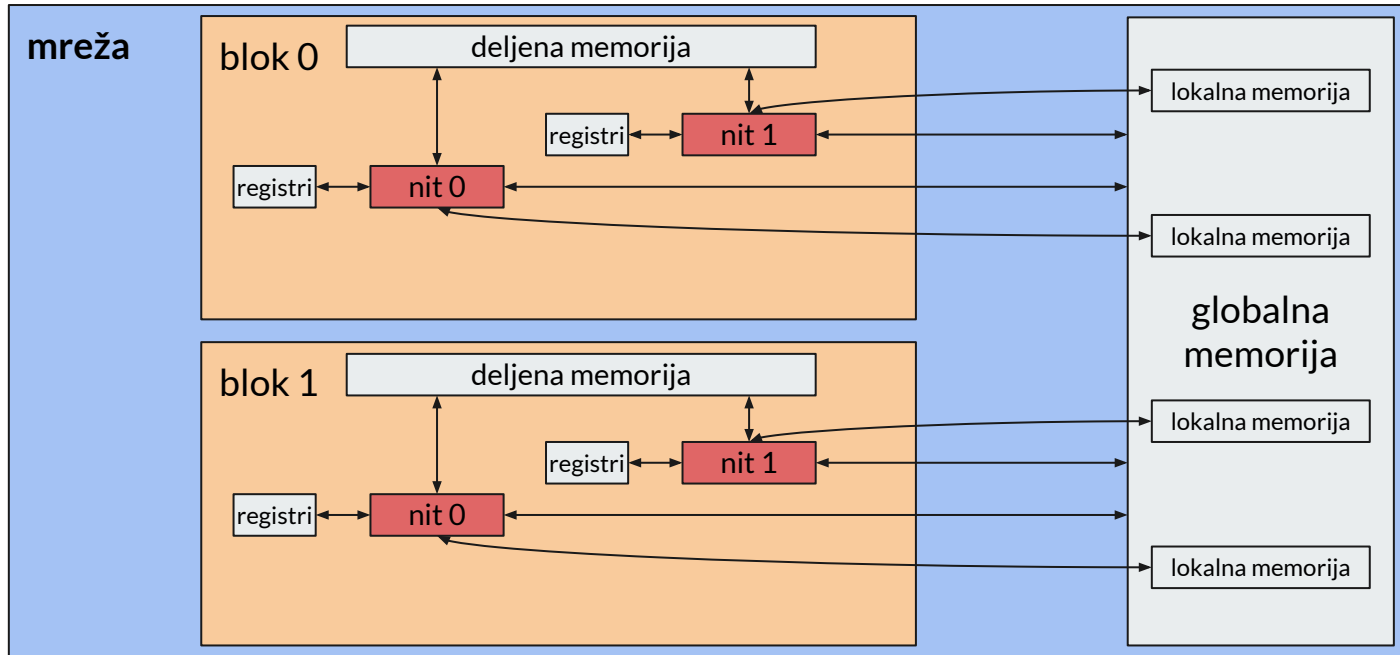 mreža
blok 0
deljena memorija
registri
nit 1
registri
nit 0
blok 1
deljena memorija
registri
nit 1
registri
nit 0
lokalna memorija
lokalna memorija
globalna
memorija
lokalna memorija
lokalna memorija